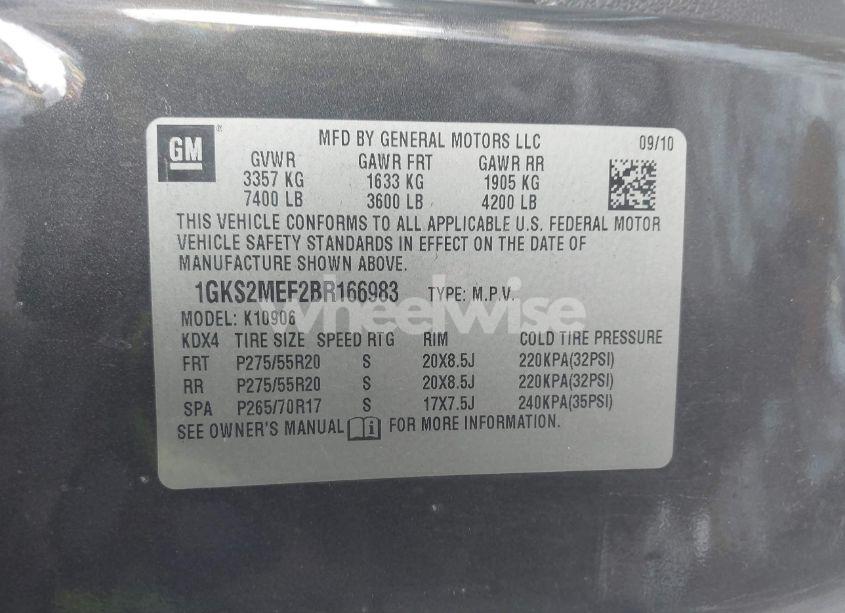 GM ® MFD BY GENERAL MOTORS LLC 09/10
GVWR GAWR FRT GAWR RR
3357 KG 1633 KG 1905 KG
7400 LB 3600 LB 4200 LB
THIS VEHICLE CONFORMS TO ALL APPLICABLE U.S. FEDERAL MOTOR
VEHICLE SAFETY STANDARDS IN EFFECT ON THE DATE OF
MANUFACTURE SHOWN ABOVE.
1GKS2MEF2BR166983 TYPE: M.P.V.
wheelwise
MODEL: K10906
KDX4 TIRE SIZE SPEED RTG RIM COLD TIRE PRESSURE
FRT P275/55R20 S 20X8.5J 220KPA(32PSI)
RR P275/55R20 S 20X8.5J 220KPA(32PSI)
SPA P265/70R17 S 17X7.5J 240KPA(35PSI)
SEE OWNER'S MANUAL FOR MORE INFORMATION.